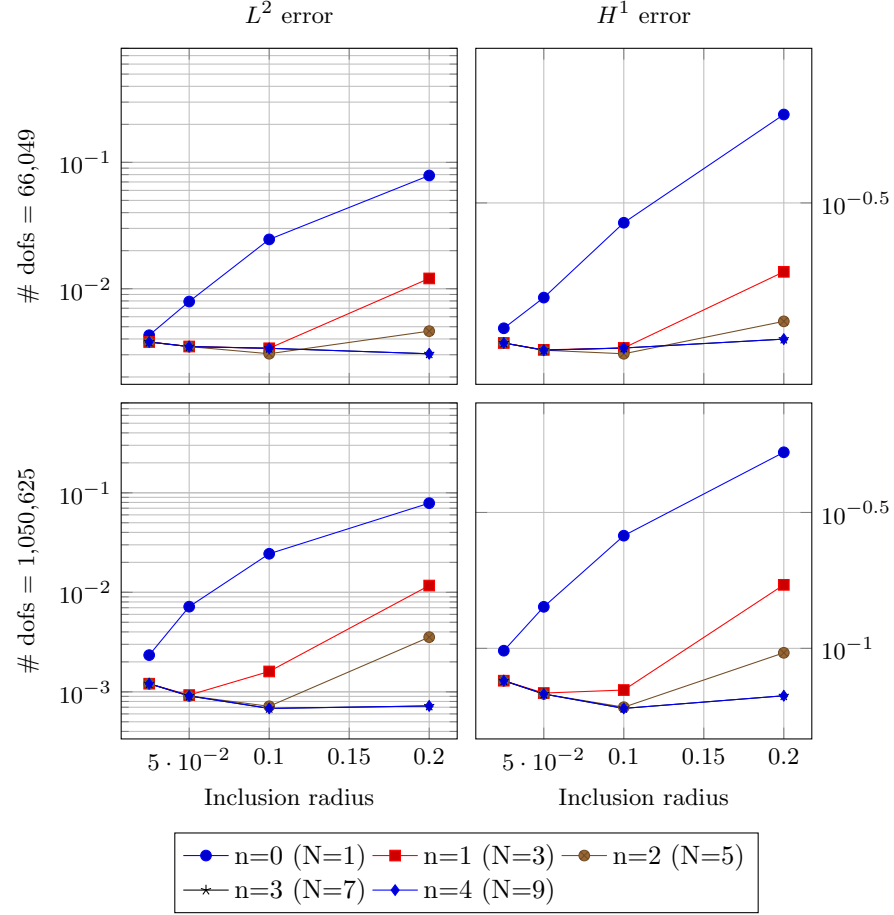 L² error
H¹ error
# dofs = 66,049
10⁻¹
10⁻²
10⁻⁰·⁵
# dofs = 1,050,625
10⁻¹
10⁻²
10⁻³
10⁻⁰·⁵
10⁻¹
5 · 10⁻² 0.1 0.15 0.2
5 · 10⁻² 0.1 0.15 0.2
Inclusion radius
Inclusion radius
n=0 (N=1) n=1 (N=3) n=2 (N=5)
n=3 (N=7) n=4 (N=9)